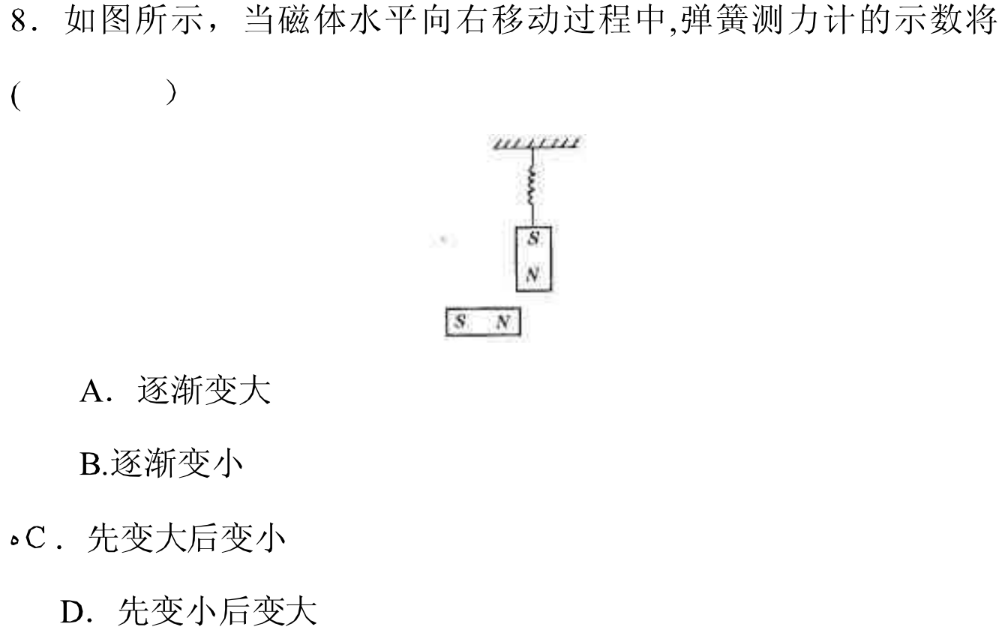 8．如图所示，当磁体水平向右移动过程中,弹簧测力计的示数将
(　　　　）
S
N
S N
A．逐渐变大
B.逐渐变小
C．先变大后变小
D．先变小后变大